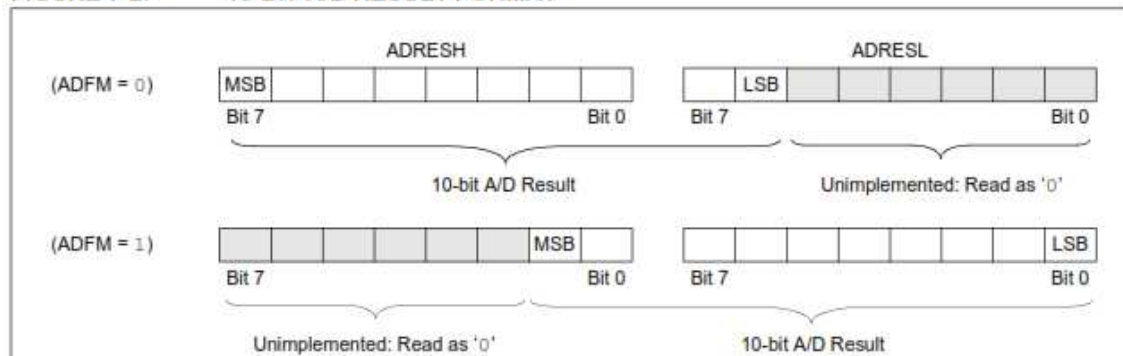 ADRESH ADRESL
(ADFM = 0) MSB LSB
Bit 7 Bit 0 Bit 7 Bit 0
10-bit A/D Result Unimplemented: Read as ‘0’
(ADFM = 1) MSB LSB
Bit 7 Bit 0 Bit 7 Bit 0
Unimplemented: Read as ‘0’ 10-bit A/D Result